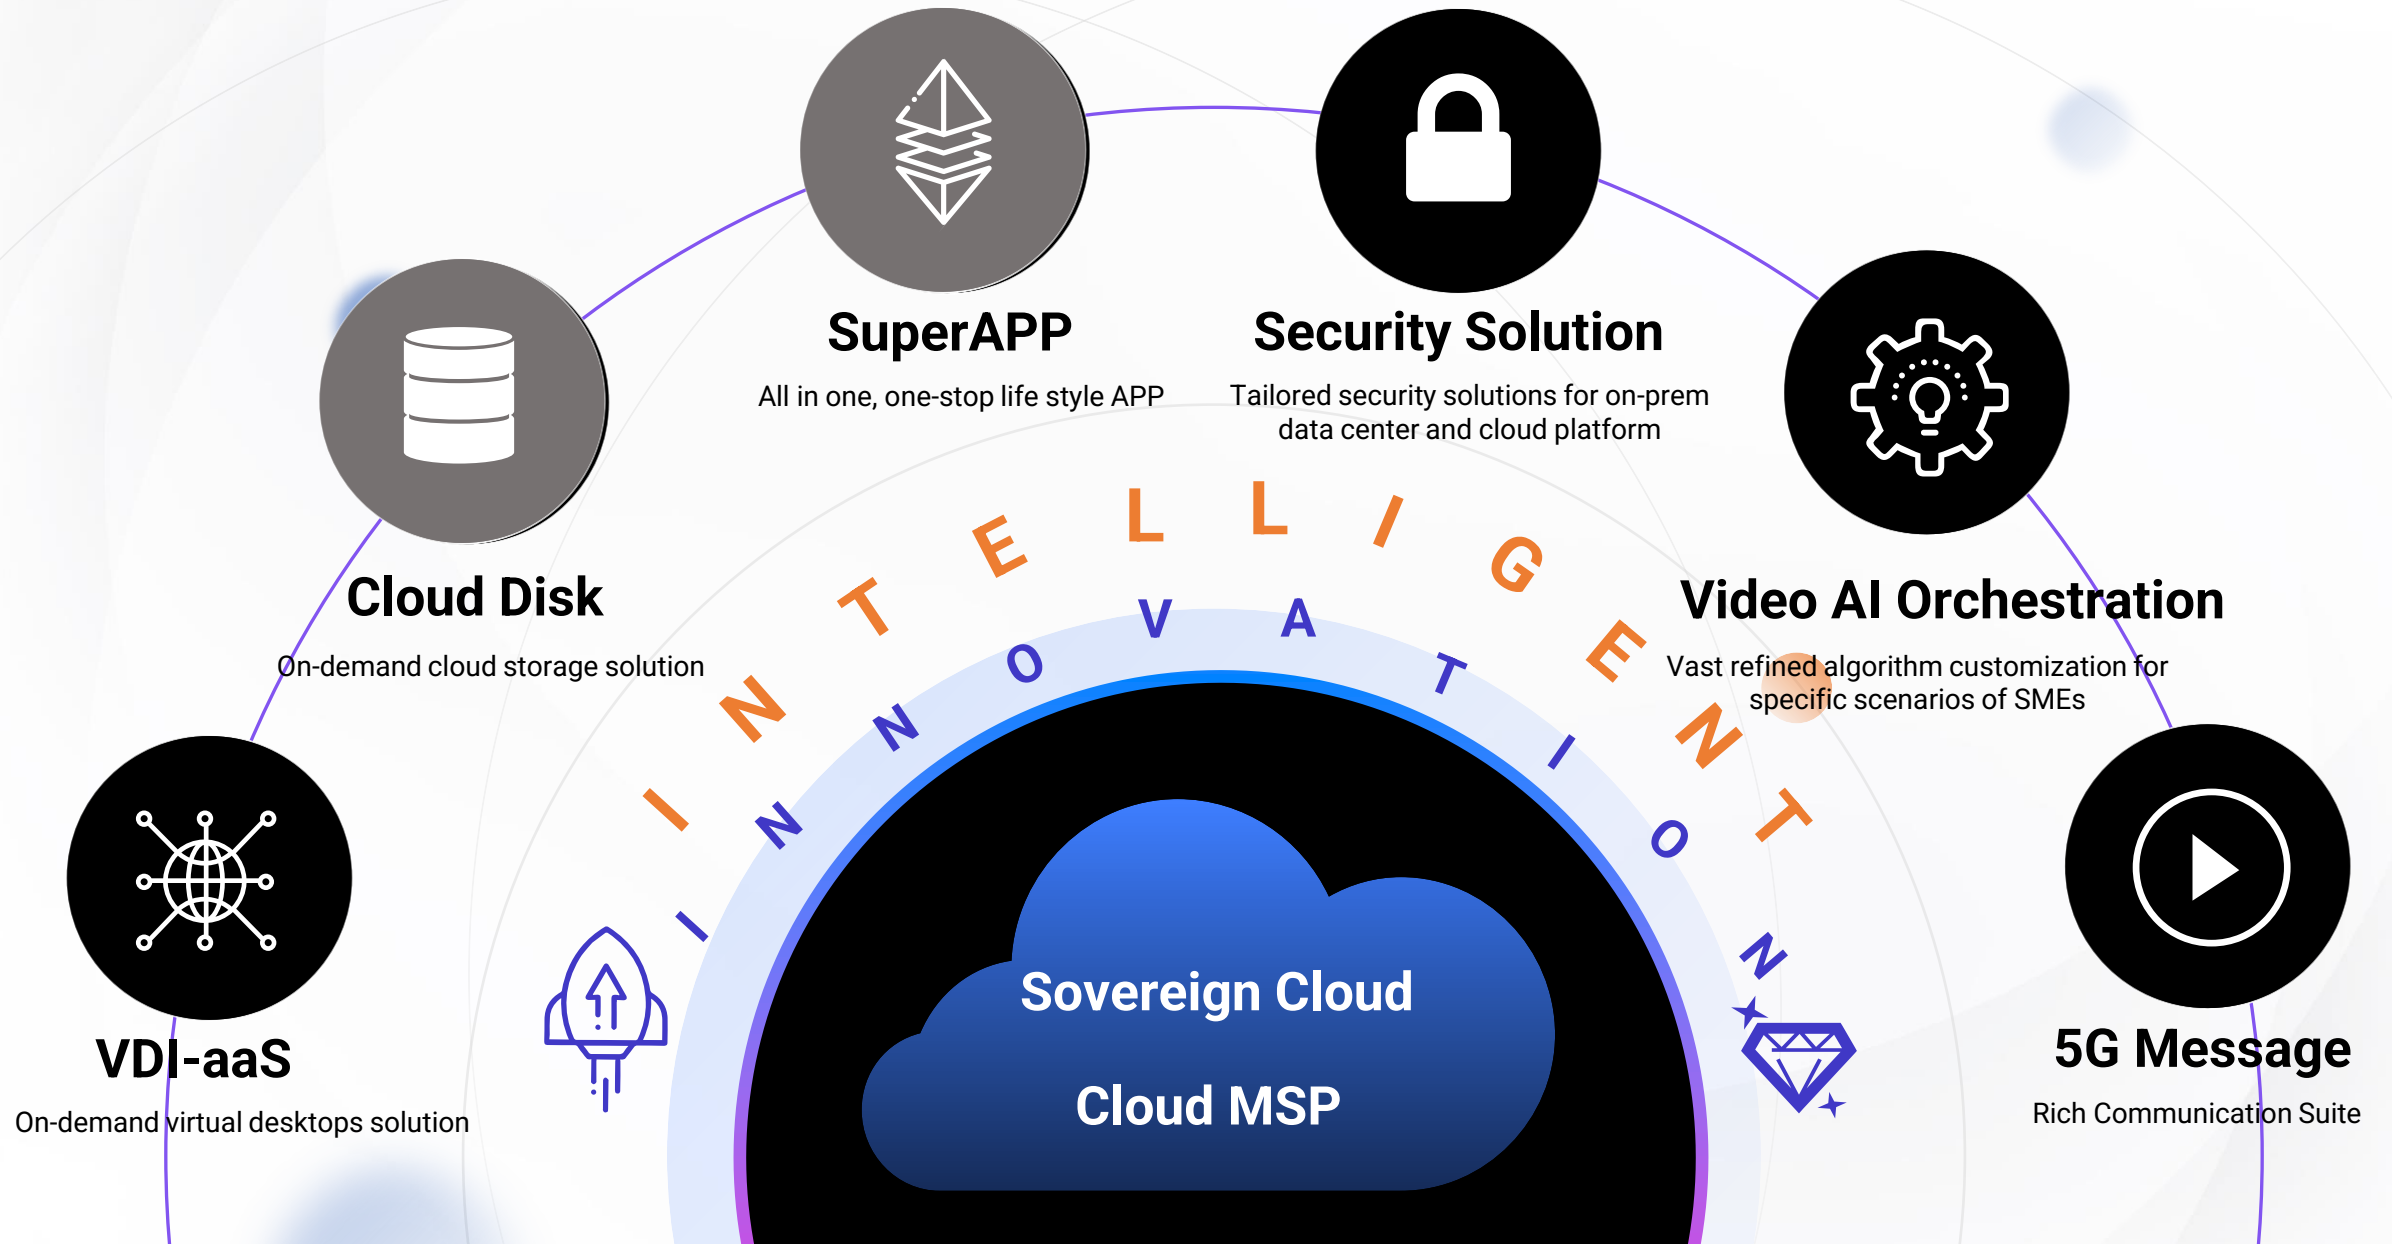 SuperAPP
All in one, one-stop life style APP
Security Solution
Tailored security solutions for on-prem
data center and cloud platform
Cloud Disk
On-demand cloud storage solution
Video AI Orchestration
Vast refined algorithm customization for
specific scenarios of SMEs
VDI-aaS
On-demand virtual desktops solution
5G Message
Rich Communication Suite
INTELLIGENT
INNOVATION
Sovereign Cloud
Cloud MSP